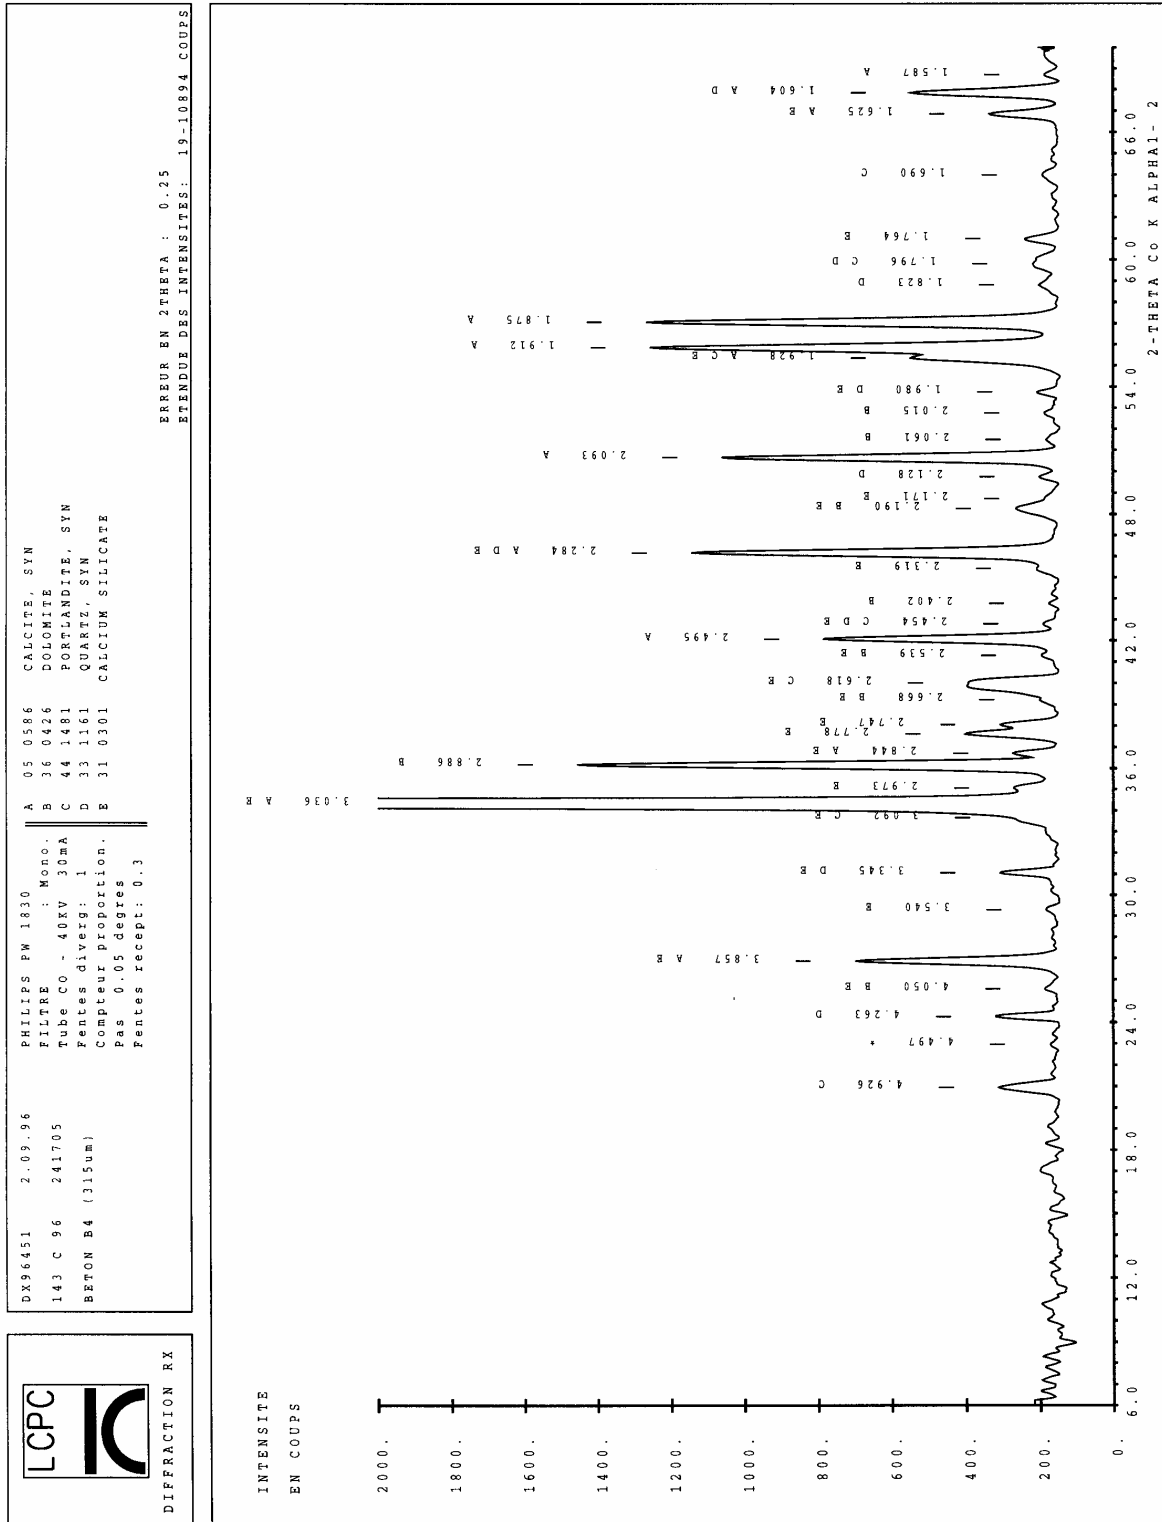 LCPC
DIFFRACTION RX
DX96451 2.09.96
143 C 96 241705
BETON B4 (315um)
PHILIPS PW 1830
FILTRE : Mono.
Tube CO - 40KV 30mA
Fentes diverg: 1
Compteur proportion.
Pas 0.05 degres
Fentes recept: 0.3
A 05 0586 CALCITE, SYN
B 36 0426 DOLOMITE
C 44 1481 PORTLANDITE, SYN
D 33 1161 QUARTZ, SYN
E 31 0301 CALCIUM SILICATE
ERREUR EN 2THETA : 0.25
ETENDUE DES INTENSITES: 19-10894 COUPS
INTENSITE
EN COUPS
2000.
1800.
1600.
1400.
1200.
1000.
800.
600.
400.
200.
0.
4.926 C
4.497 *
4.263 D
4.050 B E
3.857 A E
3.540 E
3.345 D E
3.092 C E
3.036 A E
2.973 E
2.886 B
2.844 A E
2.778 E
2.747 E
2.668 B E
2.618 C E
2.539 B E
2.495 A
2.454 C D E
2.402 B
2.319 E
2.284 A D E
2.190 B E
2.171 E
2.128 D
2.093 A
2.061 B
2.015 B
1.980 D E
1.928 A C E
1.912 A
1.875 A
1.823 D
1.796 C D
1.764 E
1.690 C
1.625 A E
1.604 A D
1.587 A
6.0 12.0 18.0 24.0 30.0 36.0 42.0 48.0 54.0 60.0 66.0
2-THETA Co K ALPHA1- 2